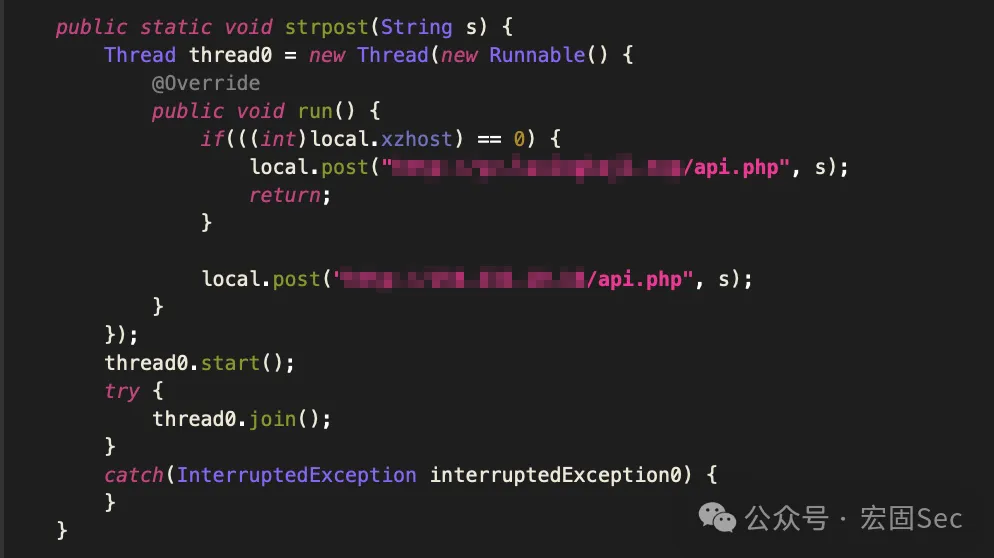 public static void strpost(String s) {
Thread thread0 = new Thread(new Runnable() {
@Override
public void run() {
if(((int)local.xzhost) == 0) {
local.post("/api.php", s);
return;
}
local.post("/api.php", s);
}
});
thread0.start();
try {
thread0.join();
}
catch(InterruptedException interruptedException0) {
}
}
公众号 · 宏固Sec